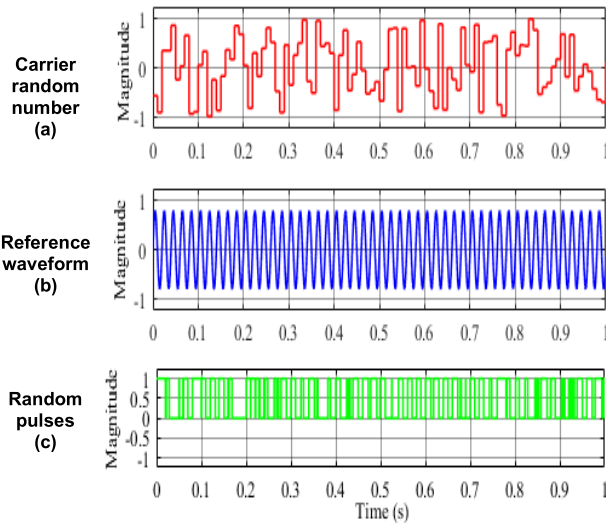 Carrier
random
number
(a)
Magnitude
1
0
-1
0 0.1 0.2 0.3 0.4 0.5 0.6 0.7 0.8 0.9 1
Reference
waveform
(b)
Magnitude
1
0
-1
0 0.1 0.2 0.3 0.4 0.5 0.6 0.7 0.8 0.9 1
Random
pulses
(c)
Magnitude
1
0.5
0
-0.5
-1
0 0.1 0.2 0.3 0.4 0.5 0.6 0.7 0.8 0.9 1
Time (s)